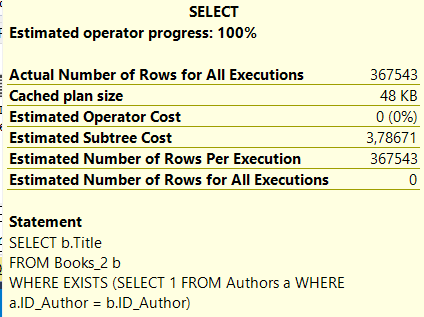 SELECT
Estimated operator progress: 100%
Actual Number of Rows for All Executions 367543
Cached plan size 48 KB
Estimated Operator Cost 0 (0%)
Estimated Subtree Cost 3,78671
Estimated Number of Rows Per Execution 367543
Estimated Number of Rows for All Executions 0
Statement
SELECT b.Title
FROM Books_2 b
WHERE EXISTS (SELECT 1 FROM Authors a WHERE
a.ID_Author = b.ID_Author)